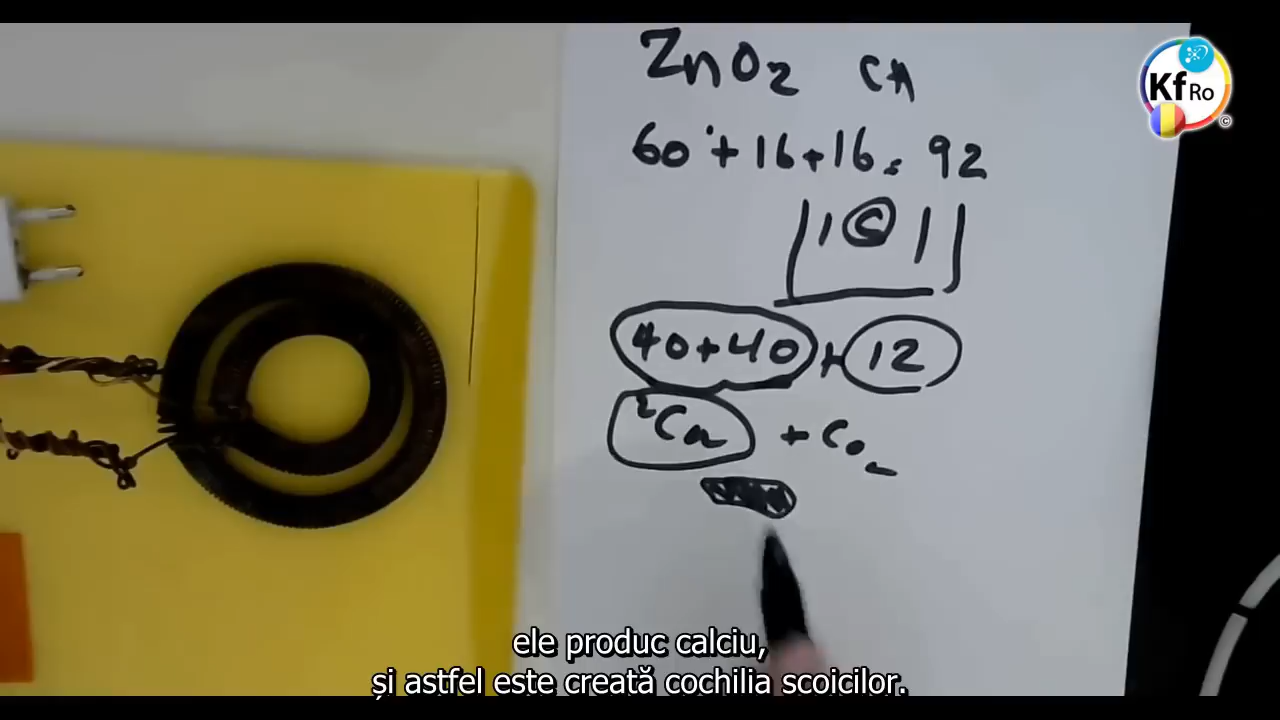 ZnO2 CA
Kf Ro
©
60 + 16 + 16 = 92
40 + 40 + 12
2Ca + CO2
ele produc calciu,
și astfel este creată cochilia scoicilor.